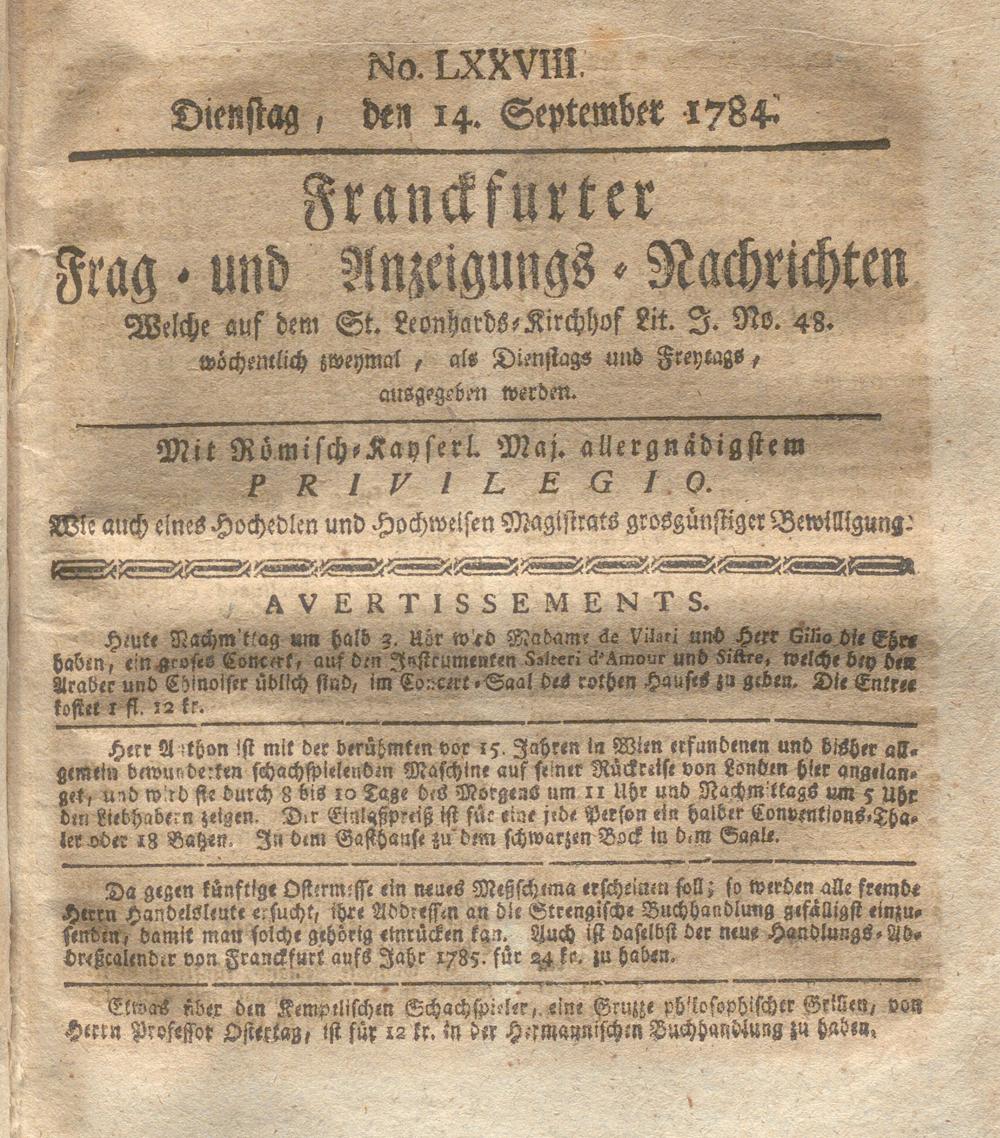 No. LXXVIII.
Dienstag, den 14. September 1784.
Franckfurter
Frag- und Anzeigungs-Nachrichten
Welche auf dem St. Leonhards-Kirchhof Lit. J. No. 48.
wöchentlich zweymal, als Dienstags und Freytags,
ausgegeben werden.
Mit Römisch-Kayserl. Maj. allergnädigstem
PRIVILEGIO.
Wie auch eines Hochedlen und Hochweisen Magistrats grosgünstiger Bewilligung.
AVERTISSEMENTS.
Heute Nachmittag um halb 3. Uhr wird Madame de Vilari und Herr Gilio die Ehre
haben, ein groses Concert, auf den Instrumenten Salteri d'Amour und Sistre, welche bey den
Araber und Chinoiser üblich sind, im Concert-Saal des rothen Hauses zu geben. Die Entree
kostet 1 fl. 12 kr.
Herr Anthon ist mit der berühmten vor 15. Jahren in Wien erfundenen und bisher all-
gemein bewunderten schachspielenden Maschine auf seiner Rückreise von Londen hier angelan-
get, und wird sie durch 8 bis 10 Tage des Morgens um 11 Uhr und Nachmittags um 5 Uhr
den Liebhabern zeigen. Der Einlaßpreiß ist für eine jede Person ein halber Conventions-Tha-
ler oder 18 Batzen. In dem Gasthause zu dem schwarzen Bock in dem Saale.
Da gegen künftige Ostermesse ein neues Meßschema erscheinen soll; so werden alle fremde
Herrn Handelsleute ersucht, ihre Addressen an die Strengische Buchhandlung gefälligst einzu-
senden, damit man solche gehörig einrücken kan. Auch ist daselbst der neue Handlungs-Ad-
dreßcalender von Franckfurt aufs Jahr 1785. für 24 kr. zu haben.
Etwas über den Kempelischen Schachspieler, eine Gruppe philosophischer Grillen, von
Herrn Professor Ostertag, ist für 12 kr. in der Hermannischen Buchhandlung zu haben.